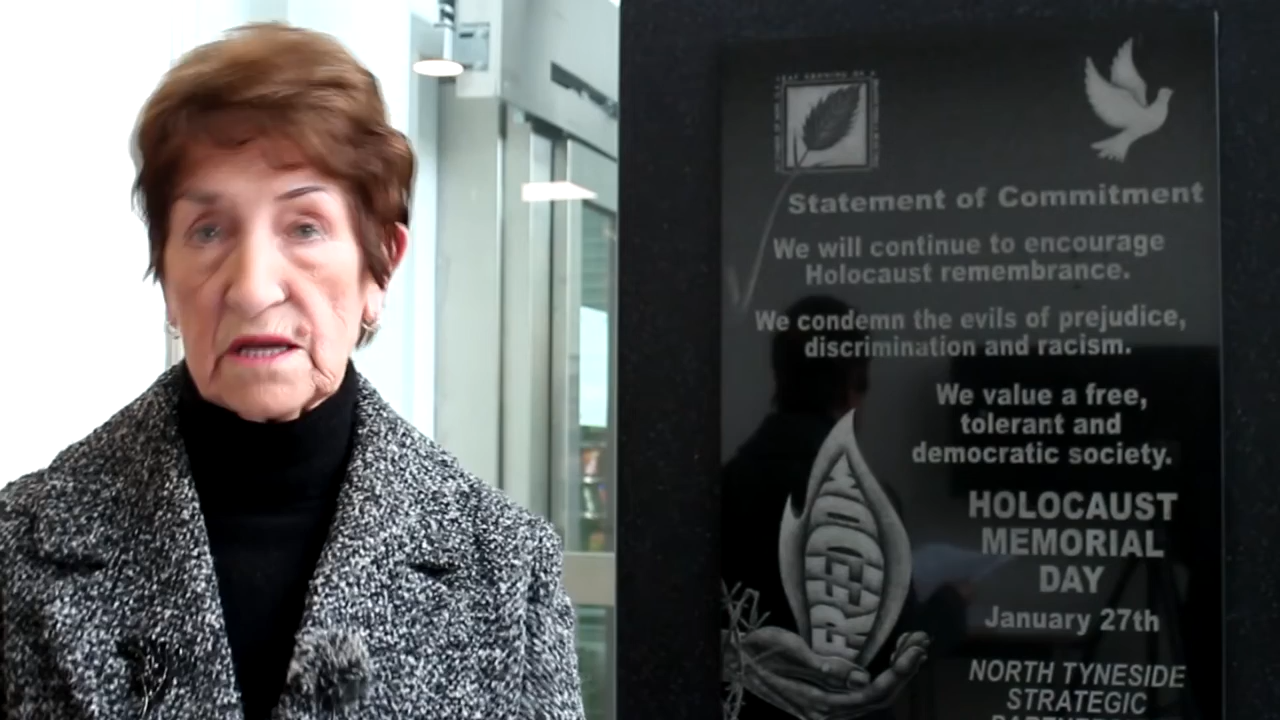 Statement of Commitment
We will continue to encourage
Holocaust remembrance.
We condemn the evils of prejudice,
discrimination and racism.
We value a free,
tolerant and
democratic society.
HOLOCAUST
MEMORIAL
DAY
January 27th
FREEDOM
NORTH TYNESIDE
STRATEGIC